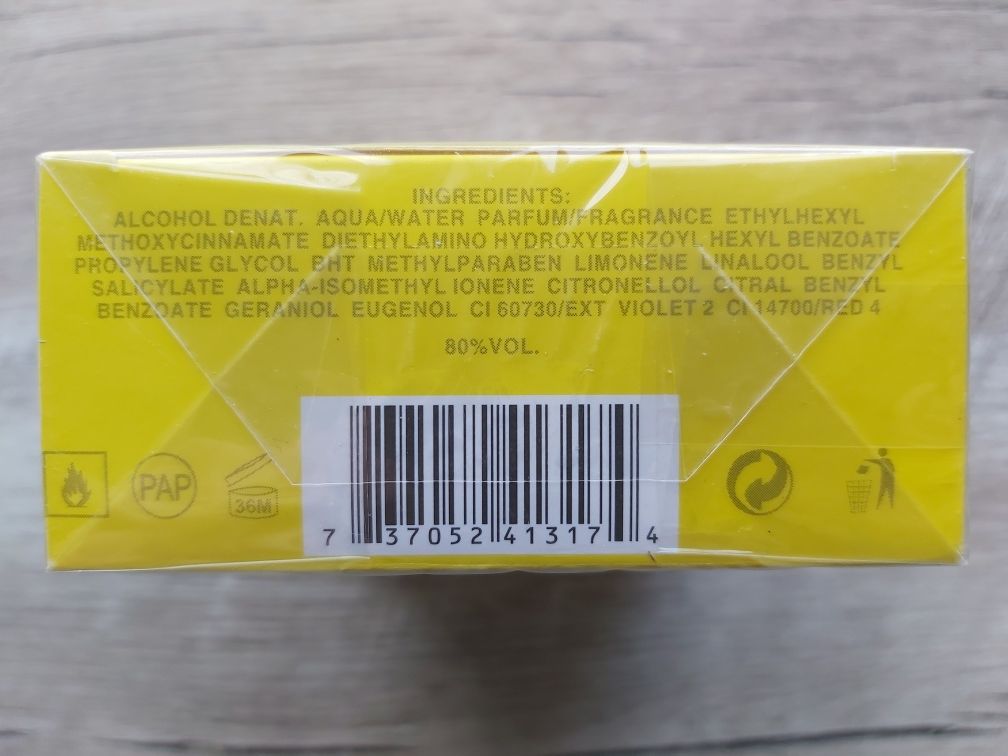 INGREDIENTS:
ALCOHOL DENAT. AQUA/WATER PARFUM/FRAGRANCE ETHYLHEXYL
METHOXYCINNAMATE DIETHYLAMINO HYDROXYBENZOYL HEXYL BENZOATE
PROPYLENE GLYCOL BHT METHYLPARABEN LIMONENE LINALOOL BENZYL
SALICYLATE ALPHA-ISOMETHYL IONENE CITRONELLOL CITRAL BENZYL
BENZOATE GERANIOL EUGENOL CI 60730/EXT VIOLET 2 CI 14700/RED 4
80%VOL.
PAP
36M
7 37052 41317 4